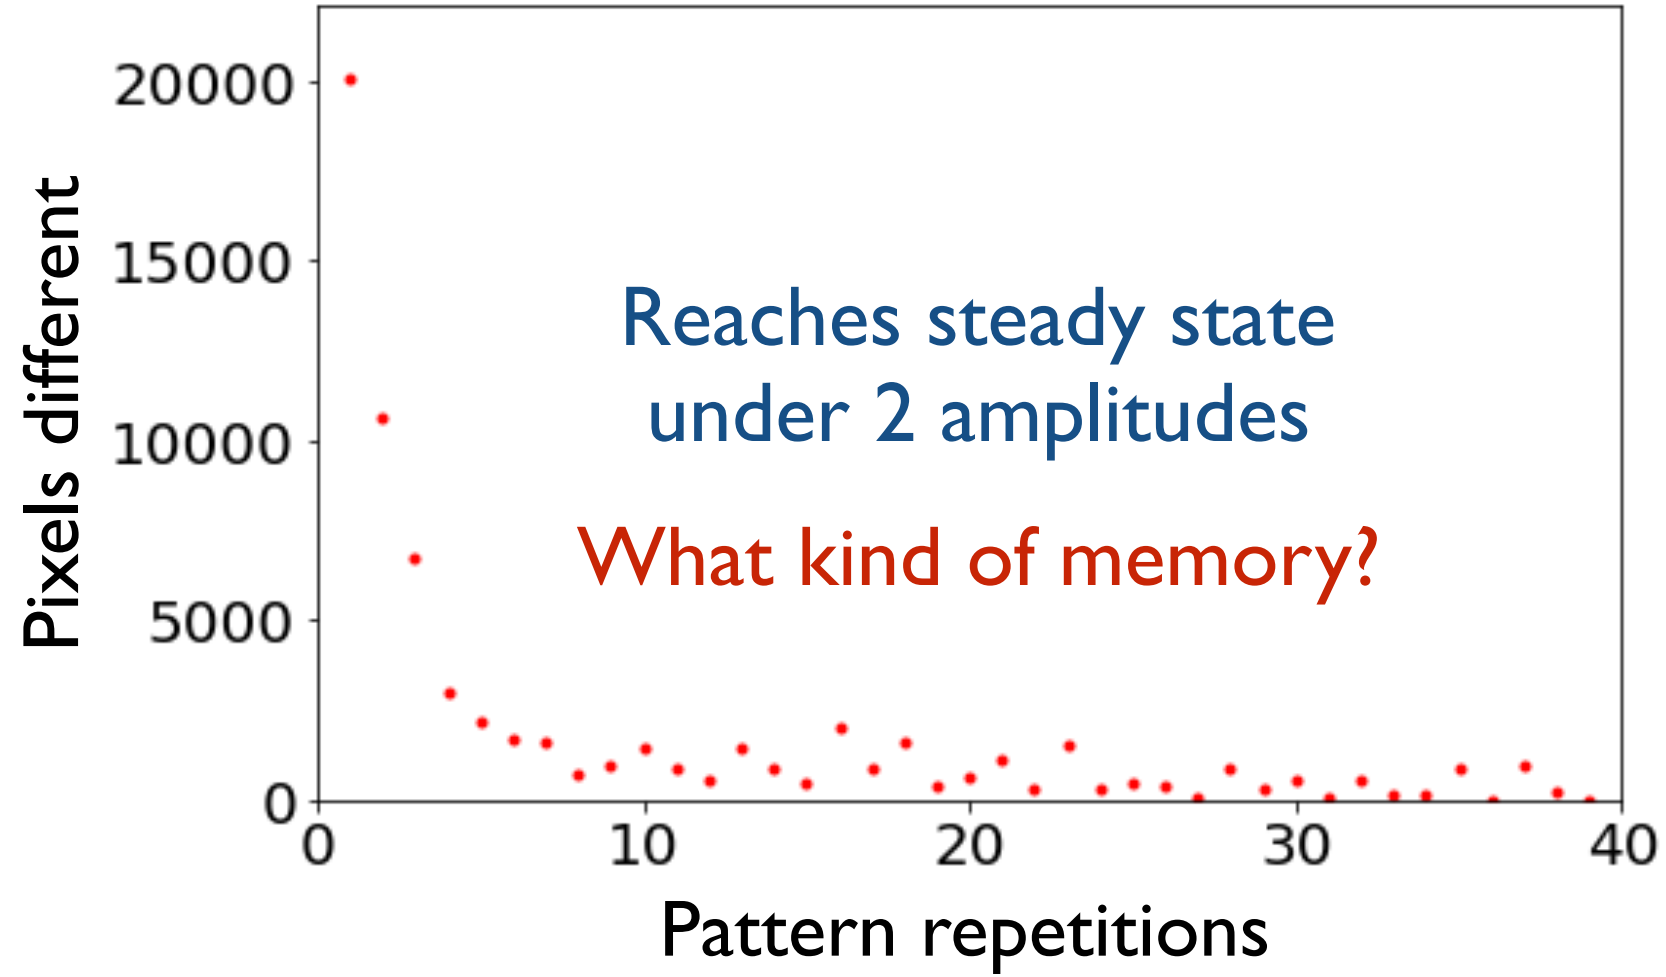 20000
15000
10000
5000
0
Pixels different
Reaches steady state
under 2 amplitudes
What kind of memory?
0 10 20 30 40
Pattern repetitions